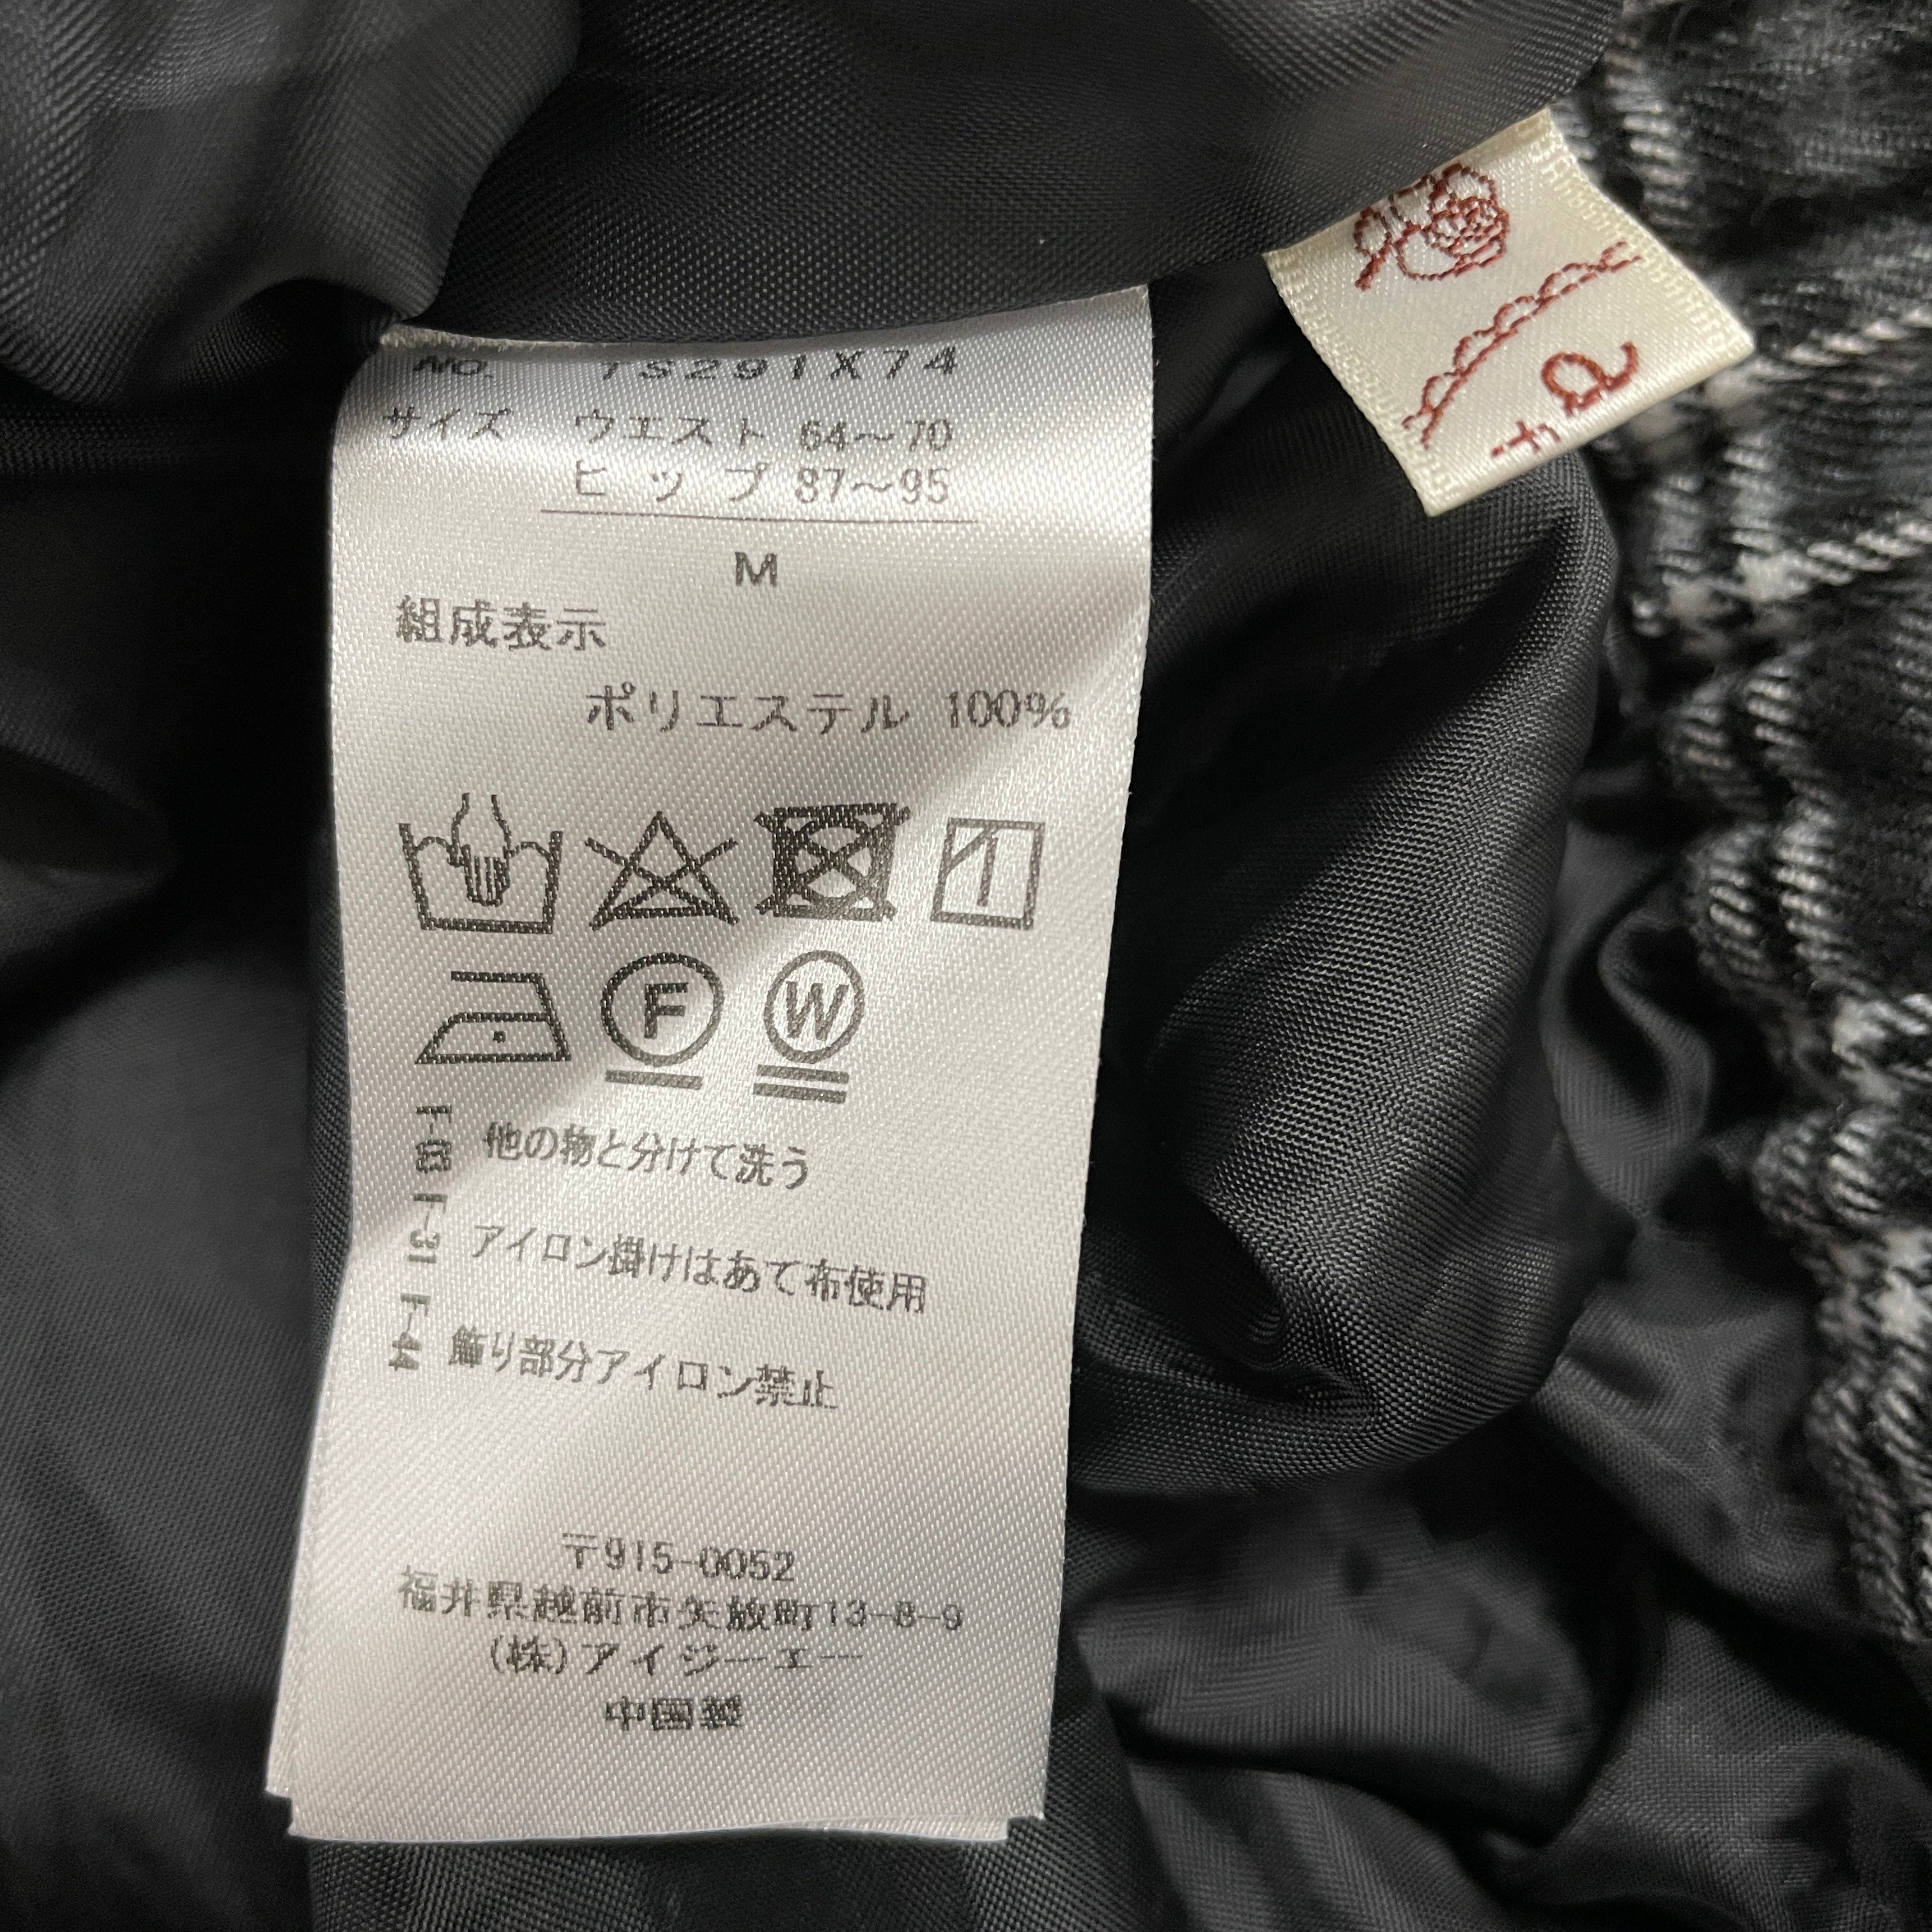 NO. TS291X74
サイズ ウエスト 64〜70
ヒップ 87〜95
M
組成表示
ポリエステル 100%
F
W
F-03 他の物と分けて洗う
F-31 アイロン掛けはあて布使用
F-44 飾り部分アイロン禁止
〒915-0052
福井県越前市矢放町13-8-9
(株)アイジーエー
中国製